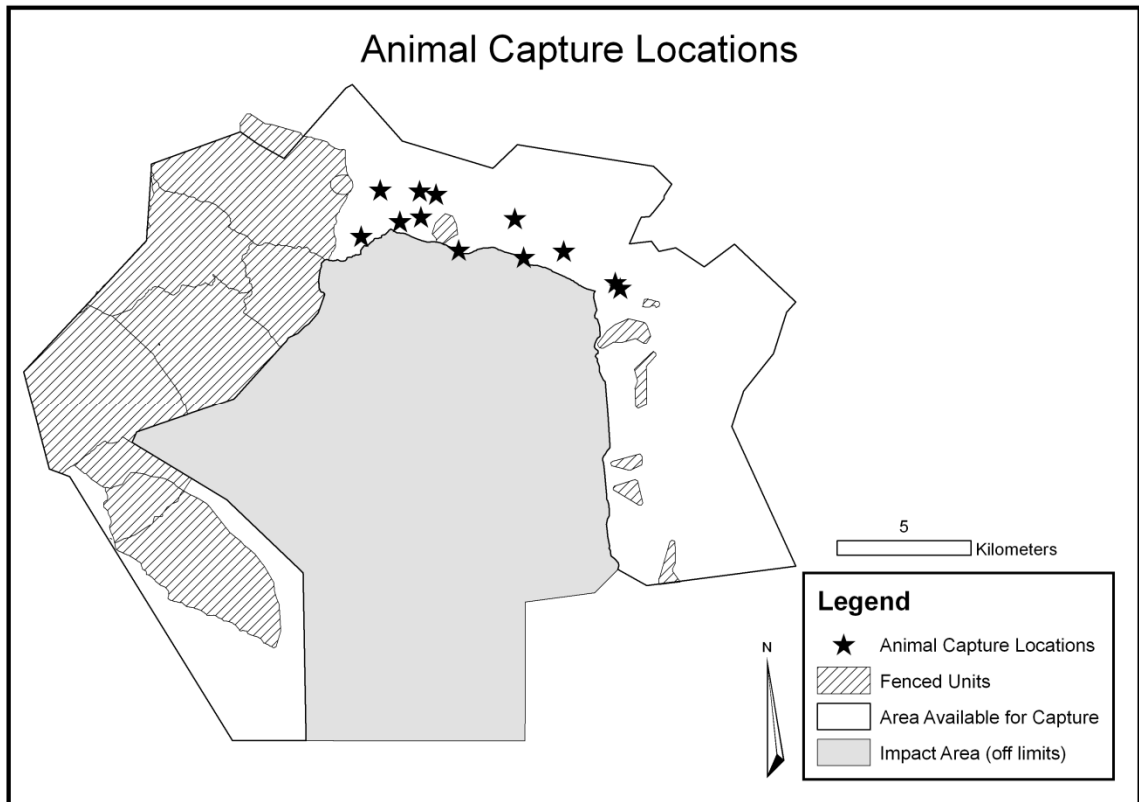 Animal Capture Locations
5
Kilometers
Legend
N
Animal Capture Locations
Fenced Units
Area Available for Capture
Impact Area (off limits)